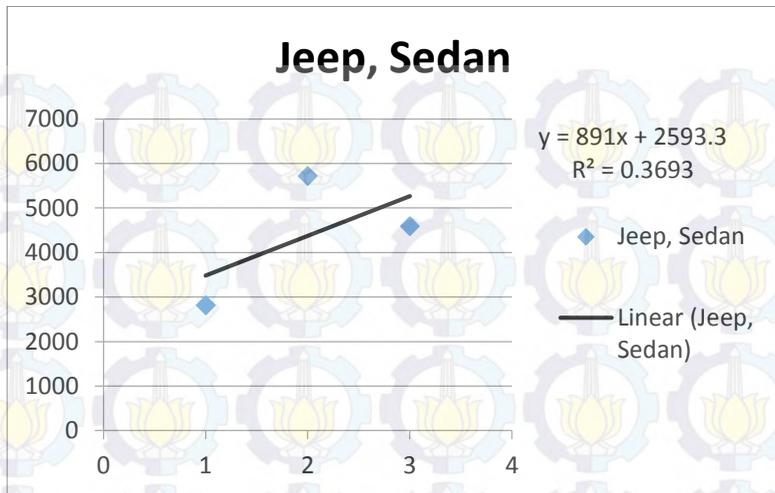 Jeep, Sedan
7000
6000
5000
4000
3000
2000
1000
0
0 1 2 3 4
y = 891x + 2593.3
R² = 0.3693
Jeep, Sedan
Linear (Jeep,
Sedan)